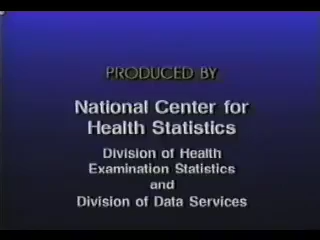 PRODUCED BY
National Center for
Health Statistics
Division of Health
Examination Statistics
and
Division of Data Services